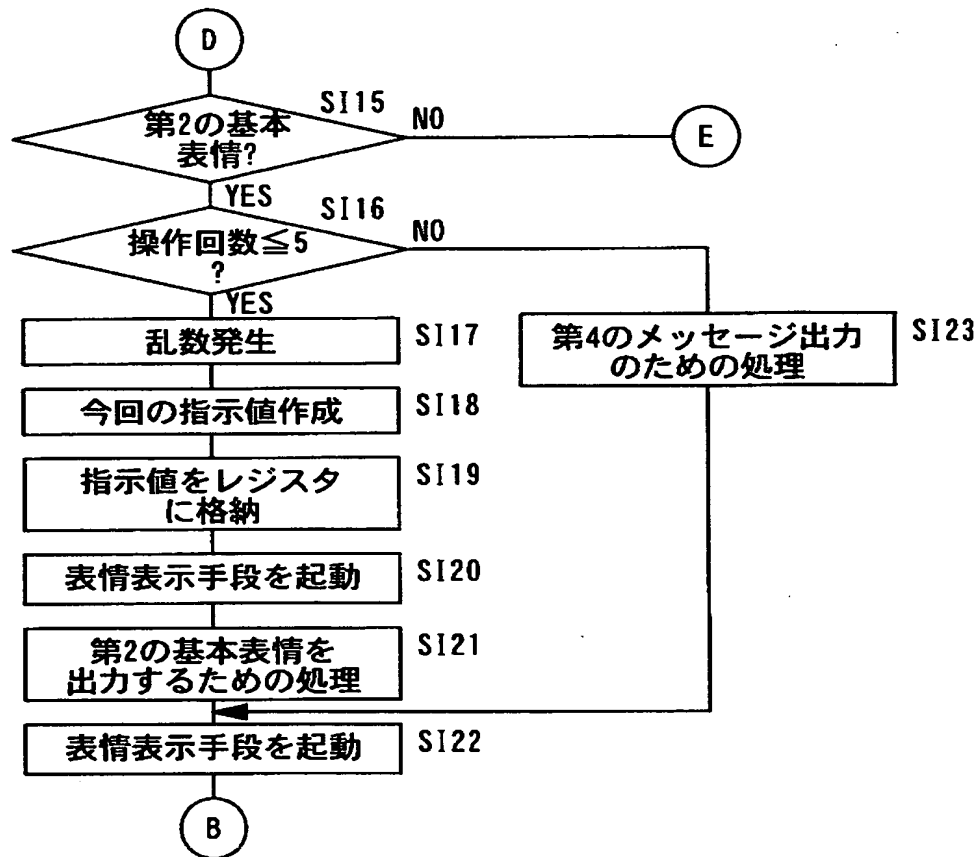 D
SI15
第2の基本
表情?
NO
E
YES
SI16
操作回数≦5
?
NO
YES
乱数発生
SI17
第4のメッセージ出力
のための処理
SI23
今回の指示値作成
SI18
指示値をレジスタ
に格納
SI19
表情表示手段を起動
SI20
第2の基本表情を
出力するための処理
SI21
表情表示手段を起動
SI22
B